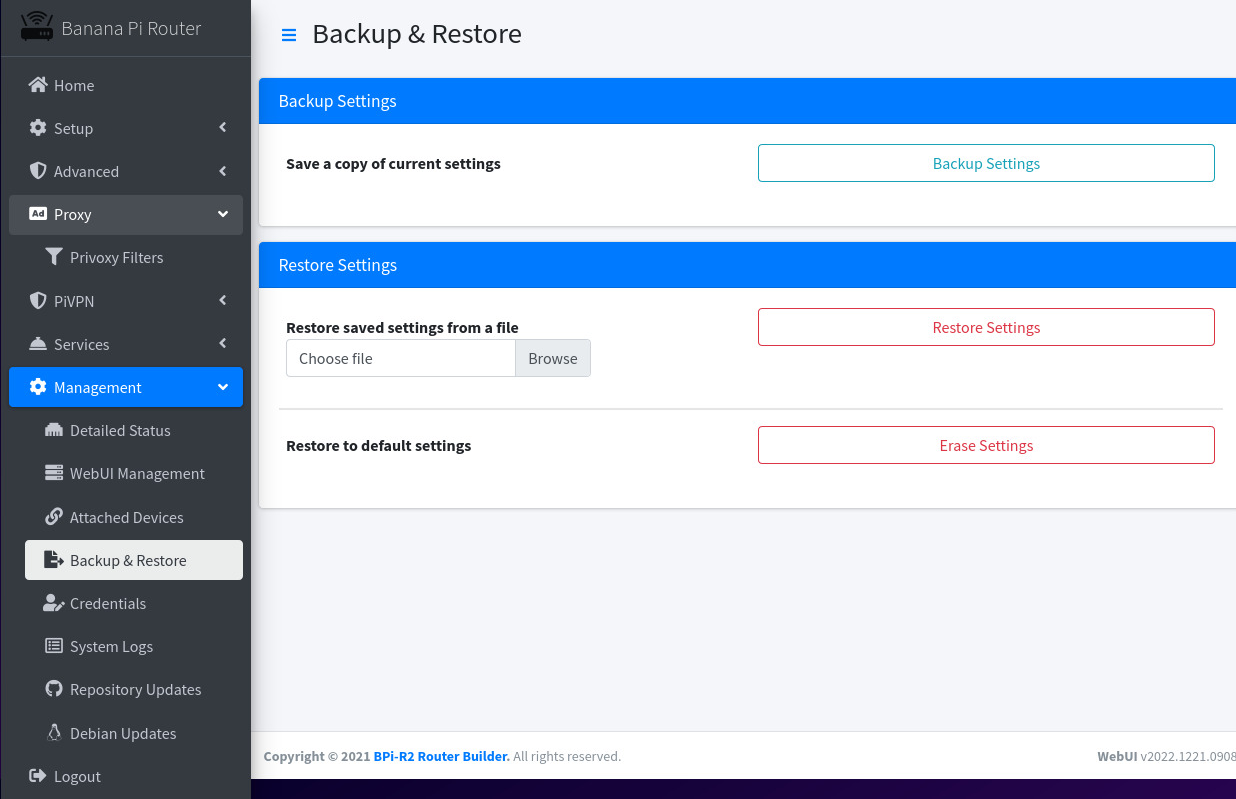 Banana Pi Router
Home
Setup
Advanced
Ad Proxy
Privoxy Filters
PiVPN
Services
Management
Detailed Status
WebUI Management
Attached Devices
Backup & Restore
Credentials
System Logs
Repository Updates
Debian Updates
Logout
Backup & Restore
Backup Settings
Save a copy of current settings
Backup Settings
Restore Settings
Restore saved settings from a file
Restore Settings
Choose file Browse
Restore to default settings
Erase Settings
Copyright © 2021 BPi-R2 Router Builder. All rights reserved.
WebUI v2022.1221.0908